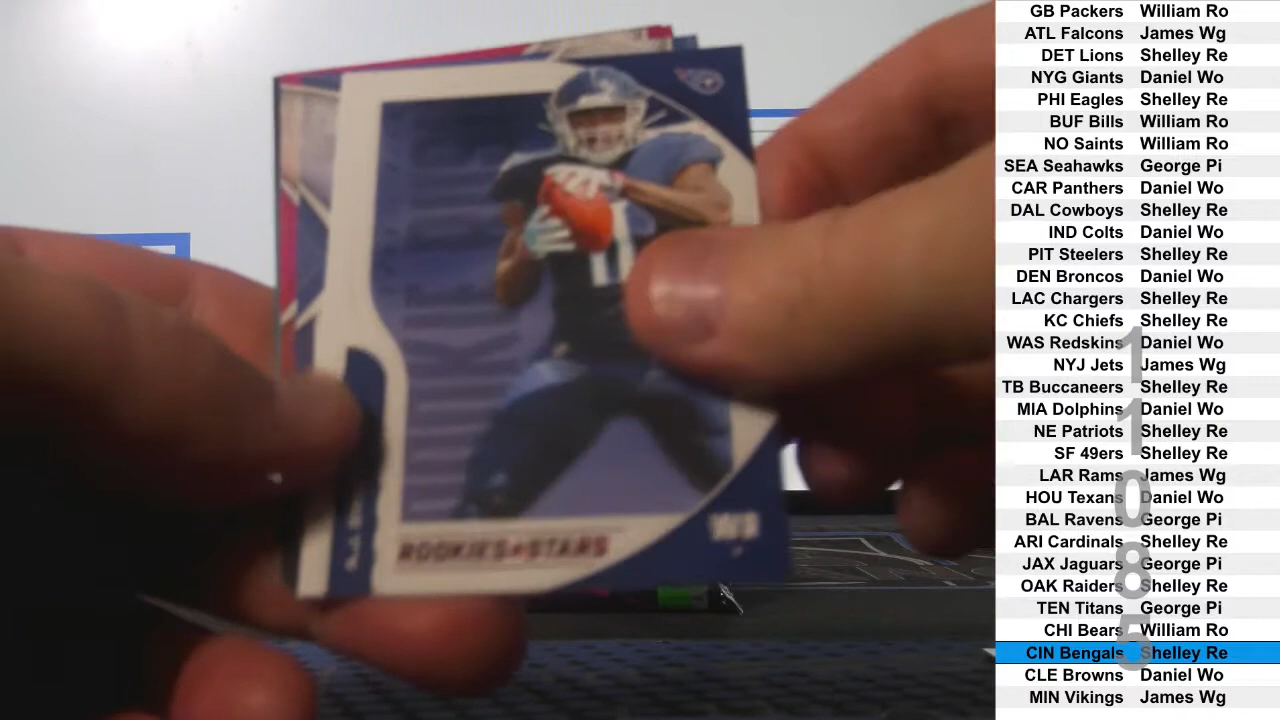 GB Packers William Ro
ATL Falcons James Wg
DET Lions Shelley Re
NYG Giants Daniel Wo
PHI Eagles Shelley Re
BUF Bills William Ro
NO Saints William Ro
SEA Seahawks George Pi
CAR Panthers Daniel Wo
DAL Cowboys Shelley Re
IND Colts Daniel Wo
PIT Steelers Shelley Re
DEN Broncos Daniel Wo
LAC Chargers Shelley Re
KC Chiefs Shelley Re
WAS Redskins Daniel Wo
NYJ Jets James Wg
TB Buccaneers Shelley Re
MIA Dolphins Daniel Wo
NE Patriots Shelley Re
SF 49ers Shelley Re
LAR Rams James Wg
HOU Texans Daniel Wo
BAL Ravens George Pi
ARI Cardinals Shelley Re
JAX Jaguars George Pi
OAK Raiders Shelley Re
TEN Titans George Pi
CHI Bears William Ro
CIN Bengals Shelley Re
CLE Browns Daniel Wo
MIN Vikings James Wg
11085
11
ROOKIES★STARS
WR